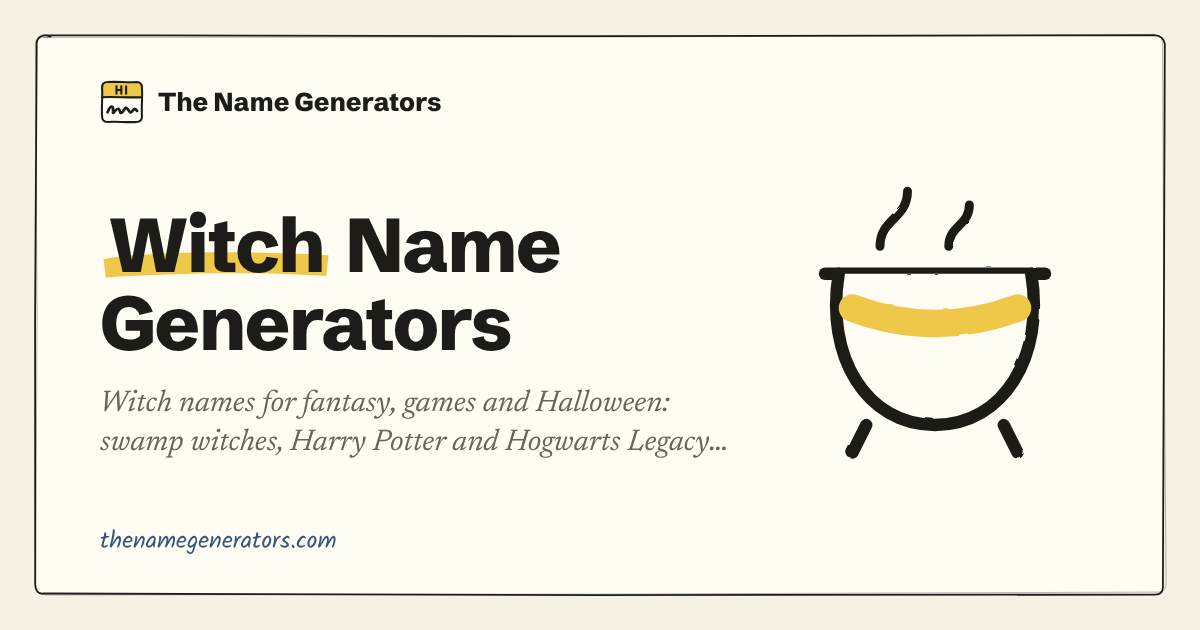 HI
The Name Generators
Witch Name
Generators
Witch names for fantasy, games and Halloween:
swamp witches, Harry Potter and Hogwarts Legacy...
thenamegenerators.com